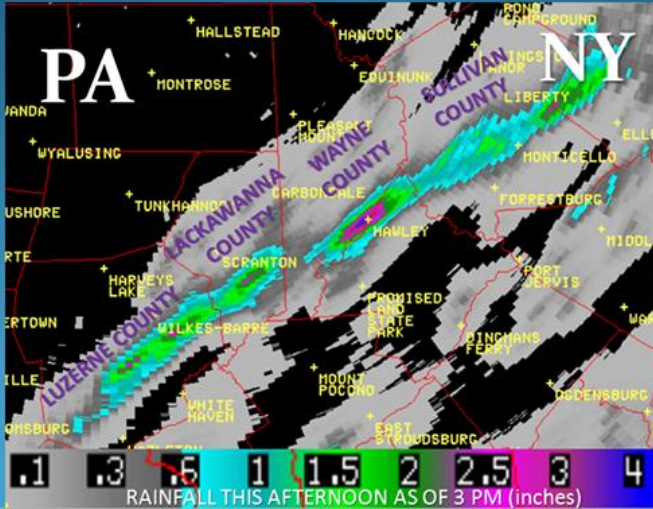 POND
CAMPGROUND
HALLSTEAD
HANCOCK
PA
NY
EQUINUNK
MONTROSE
SULLIVAN
COUNTY
LIBERTY
PLEASANT
MOUNT
WAYNE
COUNTY
WYALUSING
MONTICELLO
CARBONDALE
LACKAWANNA
COUNTY
TUNKHANNOCK
FORRESTBURG
HAWLEY
SCRANTON
HARVEYS
LAKE
PORT
JERVIS
PROMISED
LAND
STATE
PARK
LUZERNE COUNTY
WILKES-BARRE
DINGMANS
FERRY
MOUNT
POCONO
OGDENSBURG
WHITE
HAVEN
EAST
STROUDSBURG
.1 .3 .6 1 1.5 2 2.5 3 4
RAINFALL THIS AFTERNOON AS OF 3 PM (inches)